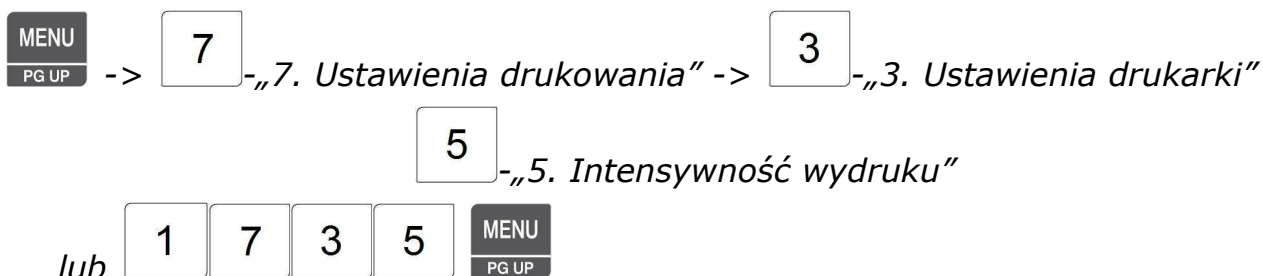 MENU PG UP -> 7 -„7. Ustawienia drukowania” -> 3 -„3. Ustawienia drukarki”
5 -„5. Intensywność wydruku”
lub 1 7 3 5 MENU PG UP